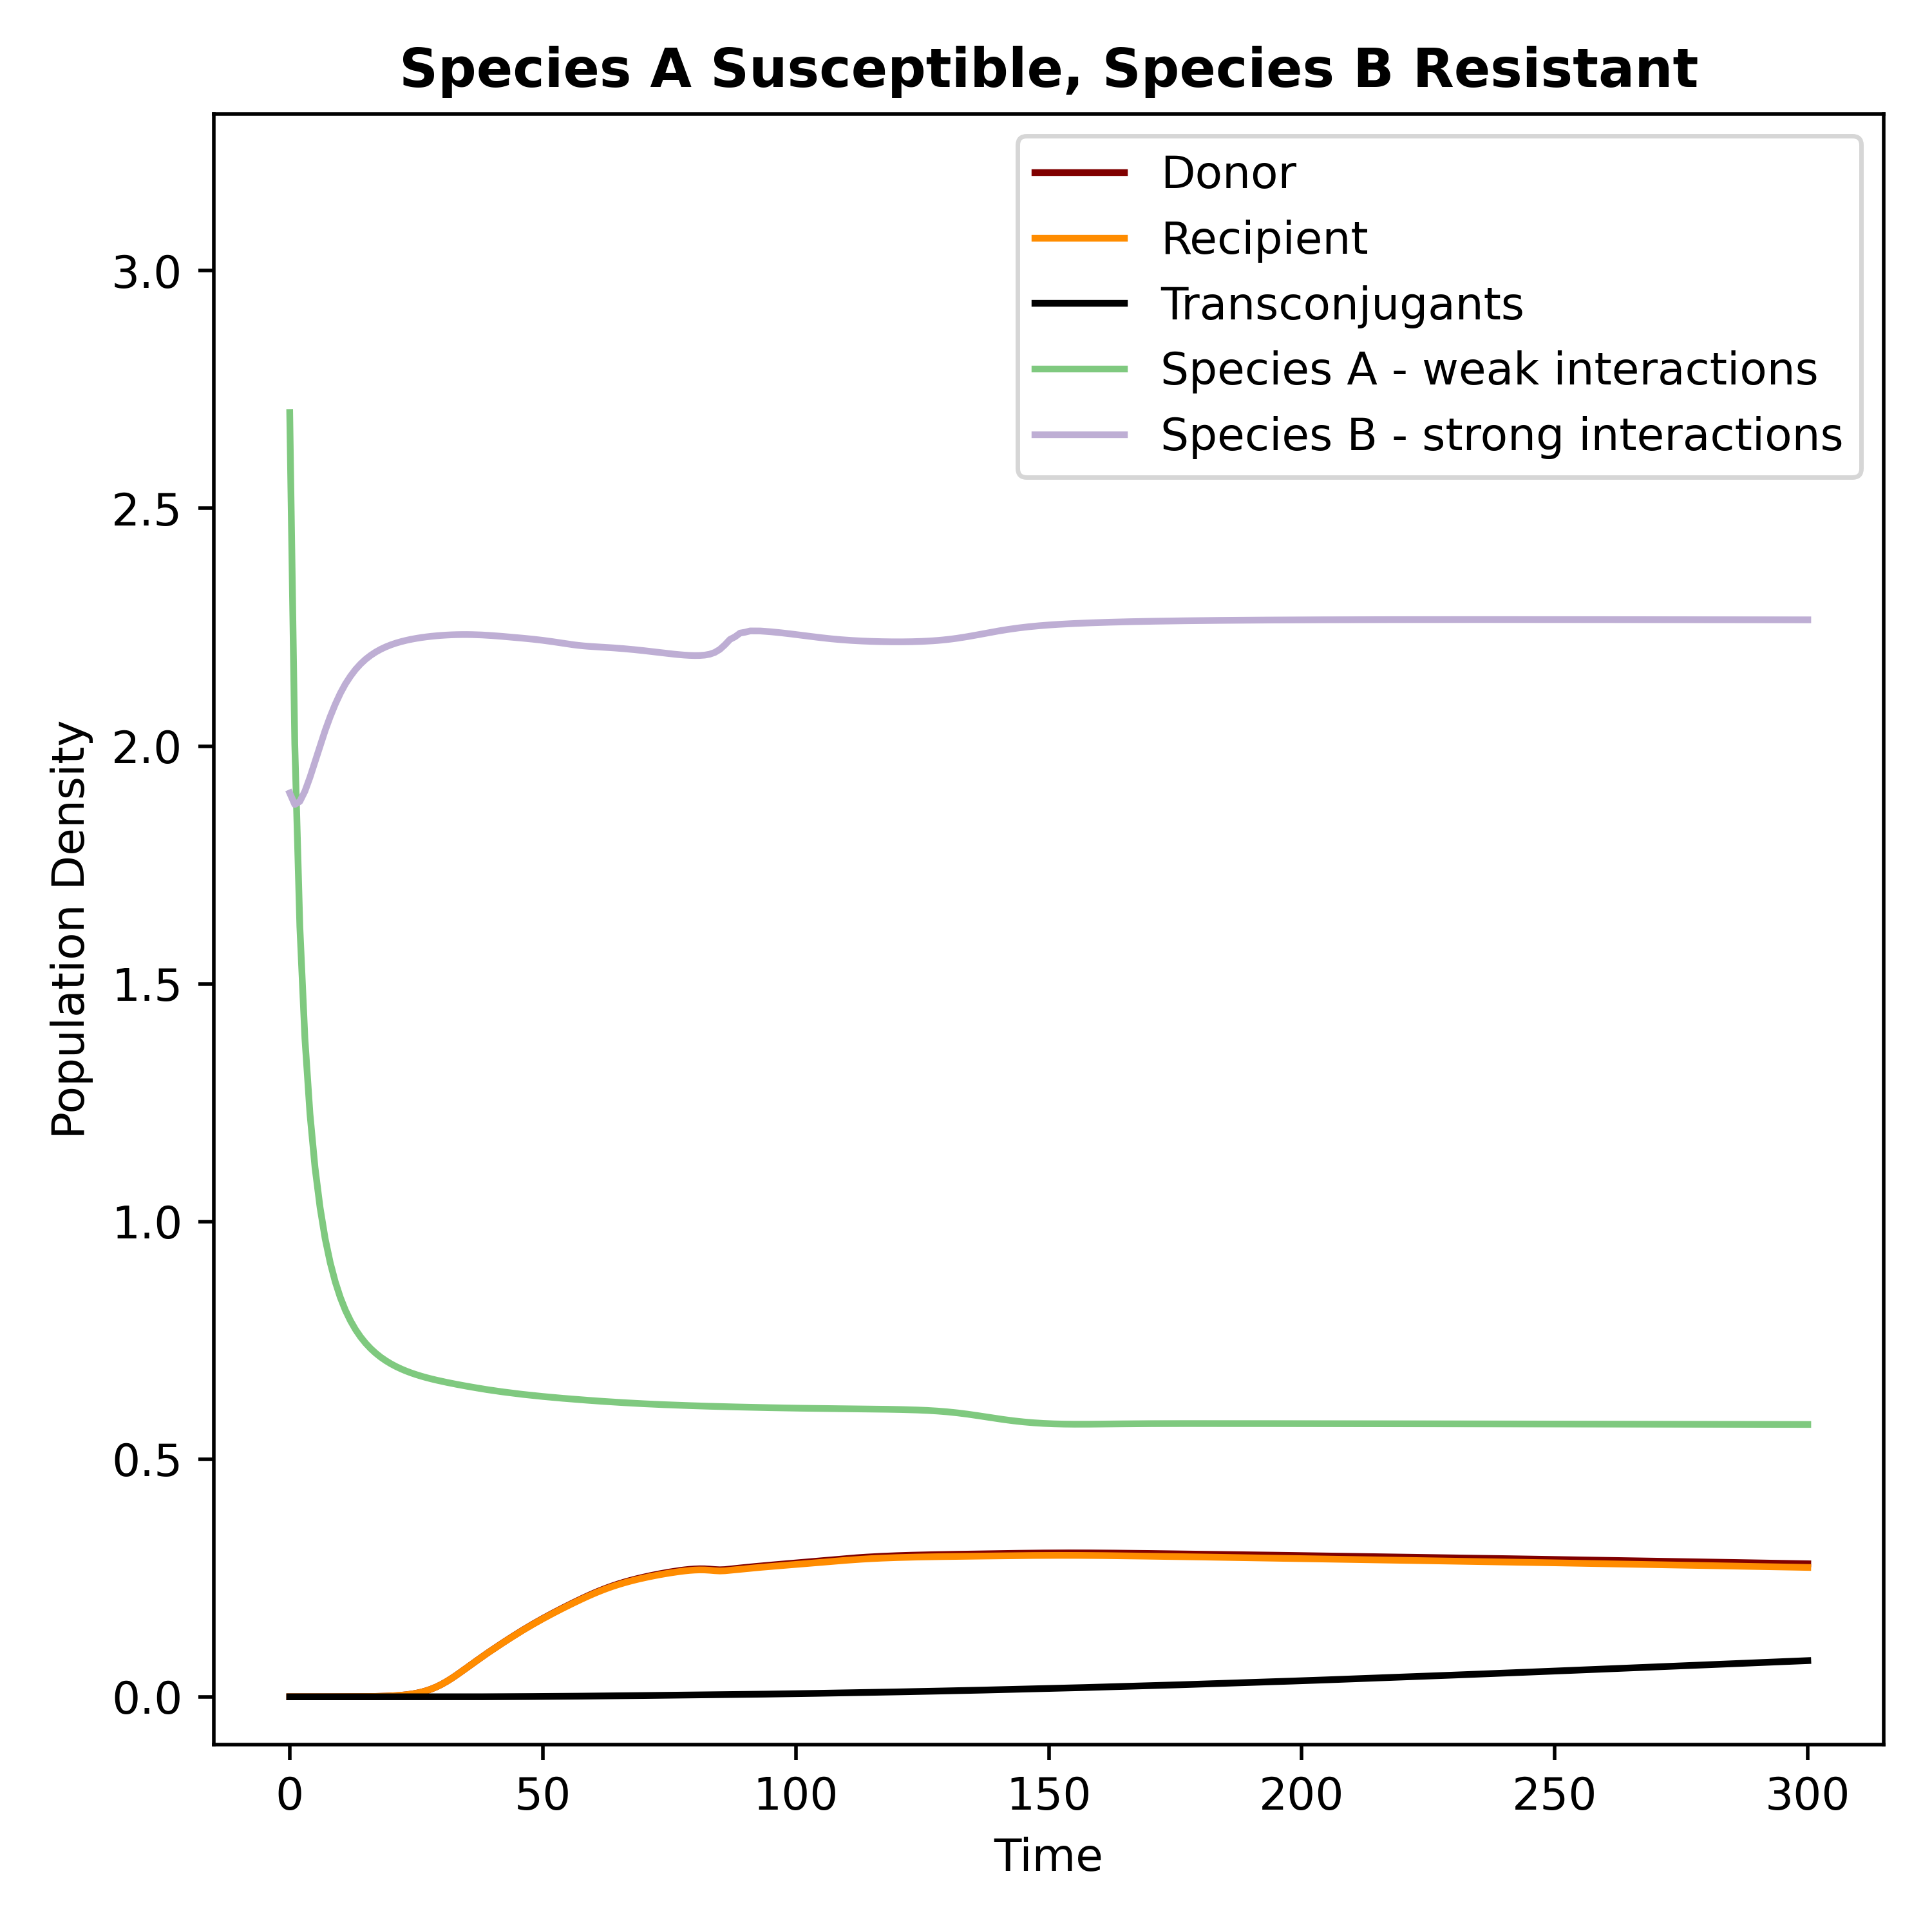 Species A Susceptible, Species B Resistant
Donor
Recipient
Transconjugants
Species A - weak interactions
Species B - strong interactions
Population Density
3.0
2.5
2.0
1.5
1.0
0.5
0.0
0 50 100 150 200 250 300
Time